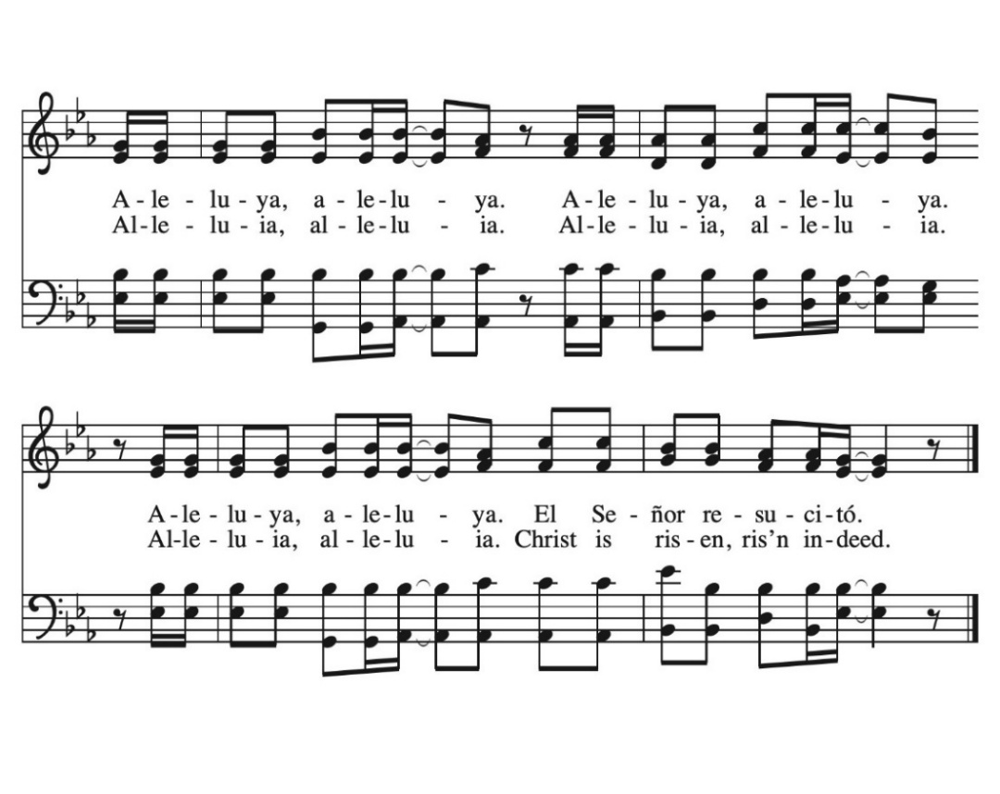 A - le - lu - ya, a - le - lu - ya. A - le - lu - ya, a - le - lu - ya.
Al - le - lu - ia, al - le - lu - ia. Al - le - lu - ia, al - le - lu - ia.
A - le - lu - ya, a - le - lu - ya. El Se - ñor re - su - ci - tó.
Al - le - lu - ia, al - le - lu - ia. Christ is ris - en, ris'n in - deed.